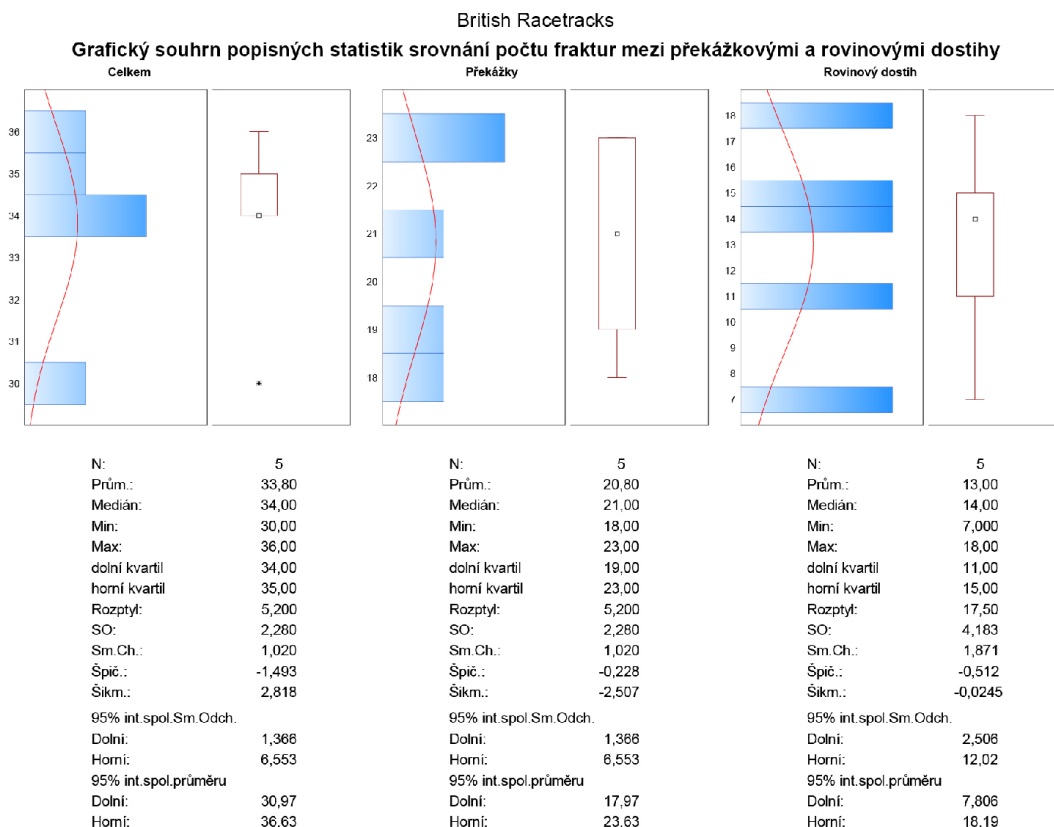 British Racetracks
Grafický souhrn popisných statistik srovnání počtu fraktur mezi překážkovými a rovinovými dostihy
Celkem
36
35
34
33
32
31
30
N: 5
Prům.: 33,80
Medián: 34,00
Min: 30,00
Max: 36,00
dolní kvartil 34,00
horní kvartil 35,00
Rozptyl: 5,200
SO: 2,280
Sm.Ch.: 1,020
Špič.: -1,493
Šikm.: 2,818
95% int.spol.Sm.Odch.
Dolní: 1,366
Horní: 6,553
95% int.spol.průměru
Dolní: 30,97
Horní: 36,63
Překážky
23
22
21
20
19
18
N: 5
Prům.: 20,80
Medián: 21,00
Min: 18,00
Max: 23,00
dolní kvartil 19,00
horní kvartil 23,00
Rozptyl: 5,200
SO: 2,280
Sm.Ch.: 1,020
Špič.: -0,228
Šikm.: -2,507
95% int.spol.Sm.Odch.
Dolní: 1,366
Horní: 6,553
95% int.spol.průměru
Dolní: 17,97
Horní: 23,63
Rovinový dostih
18
17
16
15
14
13
12
11
10
9
8
7
N: 5
Prům.: 13,00
Medián: 14,00
Min: 7,000
Max: 18,00
dolní kvartil 11,00
horní kvartil 15,00
Rozptyl: 17,50
SO: 4,183
Sm.Ch.: 1,871
Špič.: -0,512
Šikm.: -0,0245
95% int.spol.Sm.Odch.
Dolní: 2,506
Horní: 12,02
95% int.spol.průměru
Dolní: 7,806
Horní: 18,19